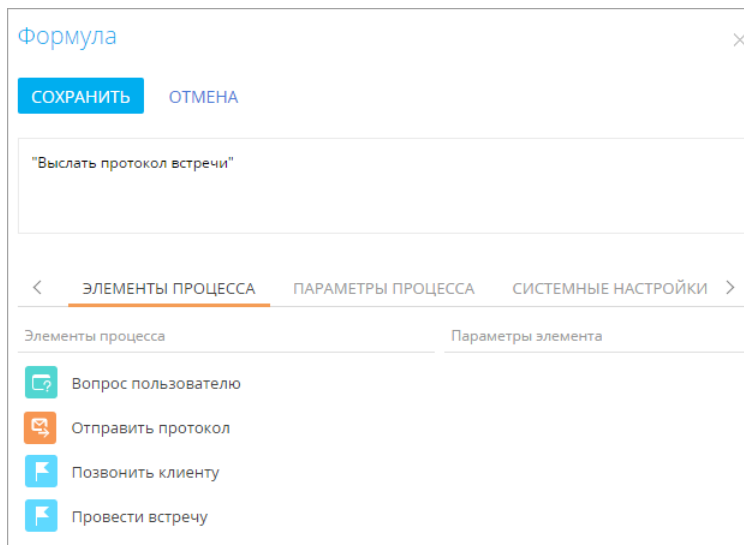 Формула
СОХРАНИТЬ ОТМЕНА
"Выслать протокол встречи"
ЭЛЕМЕНТЫ ПРОЦЕССА ПАРАМЕТРЫ ПРОЦЕССА СИСТЕМНЫЕ НАСТРОЙКИ
Элементы процесса Параметры элемента
Вопрос пользователю
Отправить протокол
Позвонить клиенту
Провести встречу